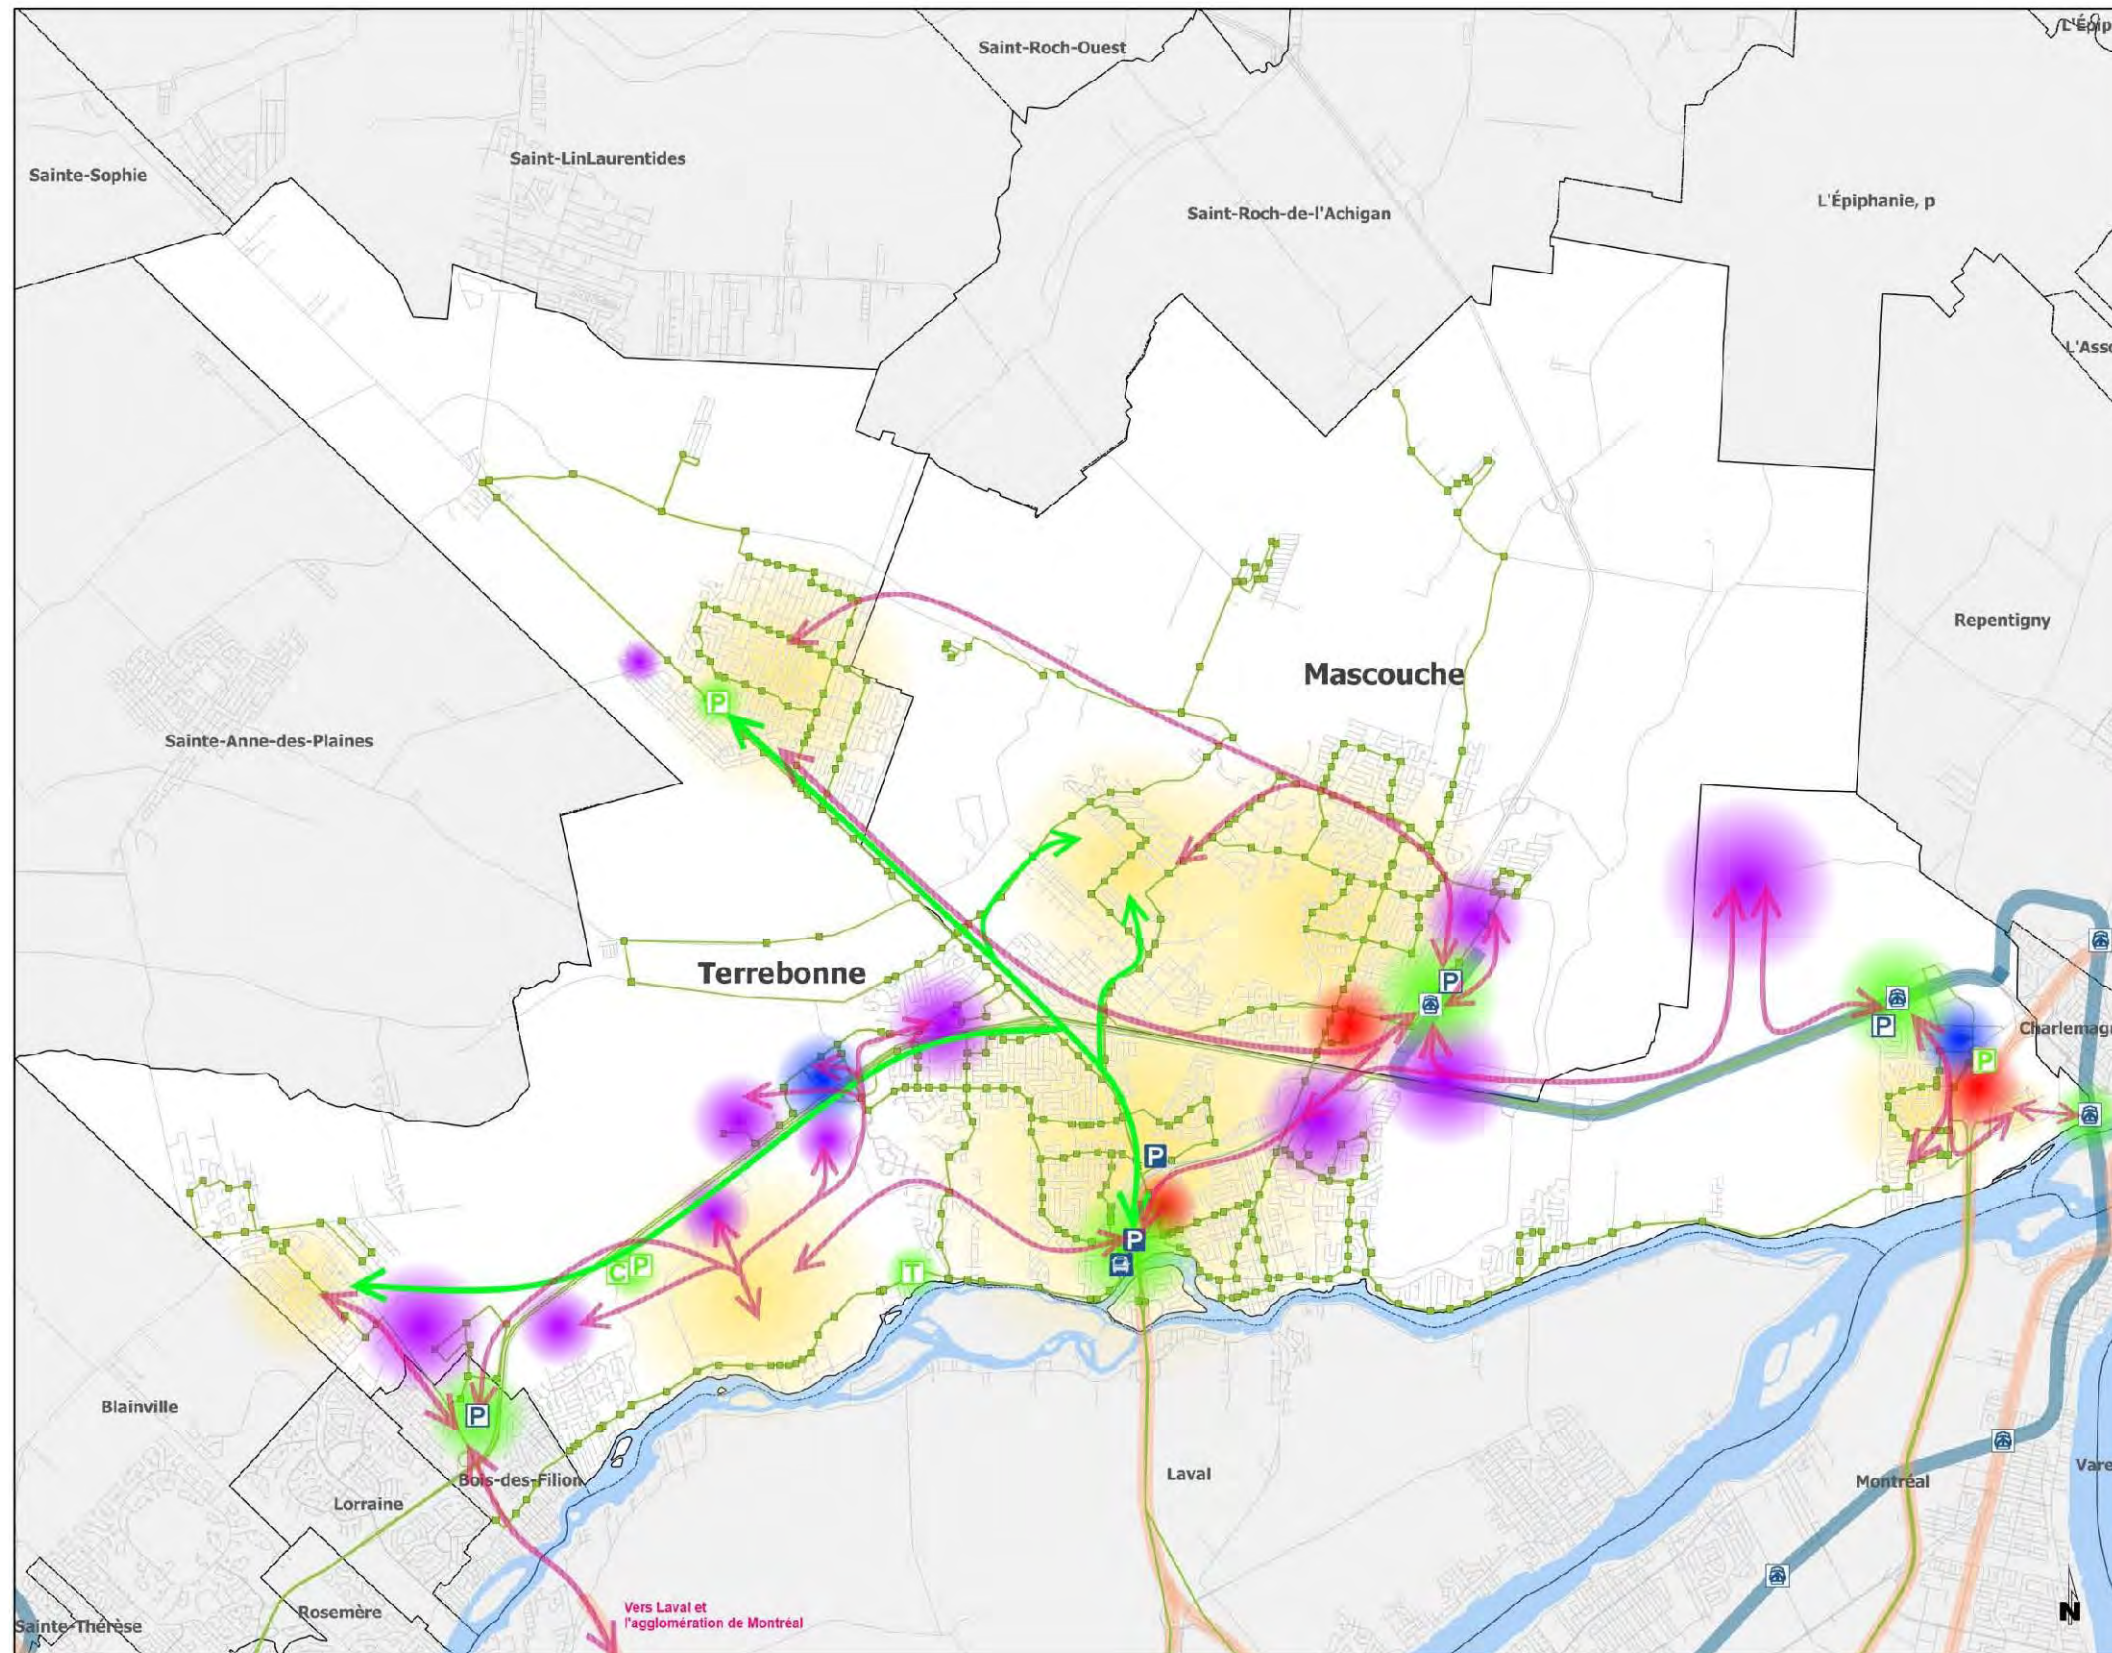 L'Épip
Saint-Roch-Ouest
Saint-LinLaurentides
Sainte-Sophie
L'Épiphanie, p
Saint-Roch-de-l'Achigan
L'Asso
Repentigny
Mascouche
P
Sainte-Anne-des-Plaines
Terrebonne
P
P
Charlemagn
P
P
P
C P
T
Blainville
P
Laval
Bois-des-Filion
Vare
Montréal
Lorraine
Vers Laval et
l'agglomération de Montréal
Rosemère
N
Sainte-Thérèse